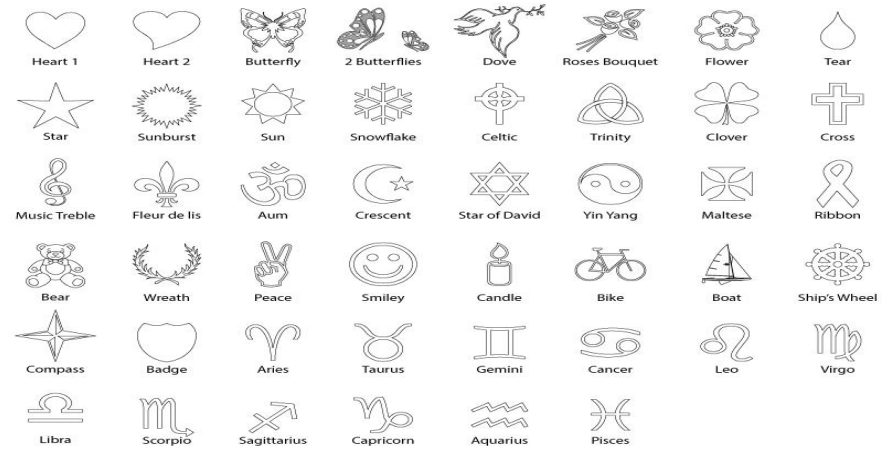 Heart 1 Heart 2 Butterfly 2 Butterflies Dove Roses Bouquet Flower Tear
Star Sunburst Sun Snowflake Celtic Trinity Clover Cross
Music Treble Fleur de lis Aum Crescent Star of David Yin Yang Maltese Ribbon
Bear Wreath Peace Smiley Candle Bike Boat Ship's Wheel
Compass Badge Aries Taurus Gemini Cancer Leo Virgo
Libra Scorpio Sagittarius Capricorn Aquarius Pisces